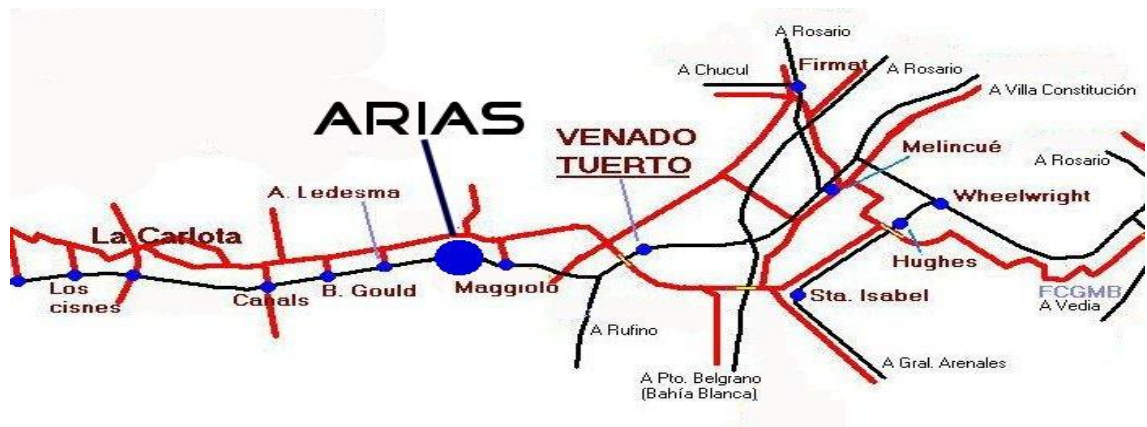 A Rosario
Firmat
A Chucul
A Rosario
A Villa Constitución
ARIAS
VENADO
TUERTO
Melincué
A Rosario
A. Ledesma
Wheelwright
La Carlota
Los
cisnes
Canals
B. Gould
Maggiolo
Hughes
Sta. Isabel
FCGMB
A Vedia
A Rufino
A Gral. Arenales
A Pto. Belgrano
(Bahía Blanca)